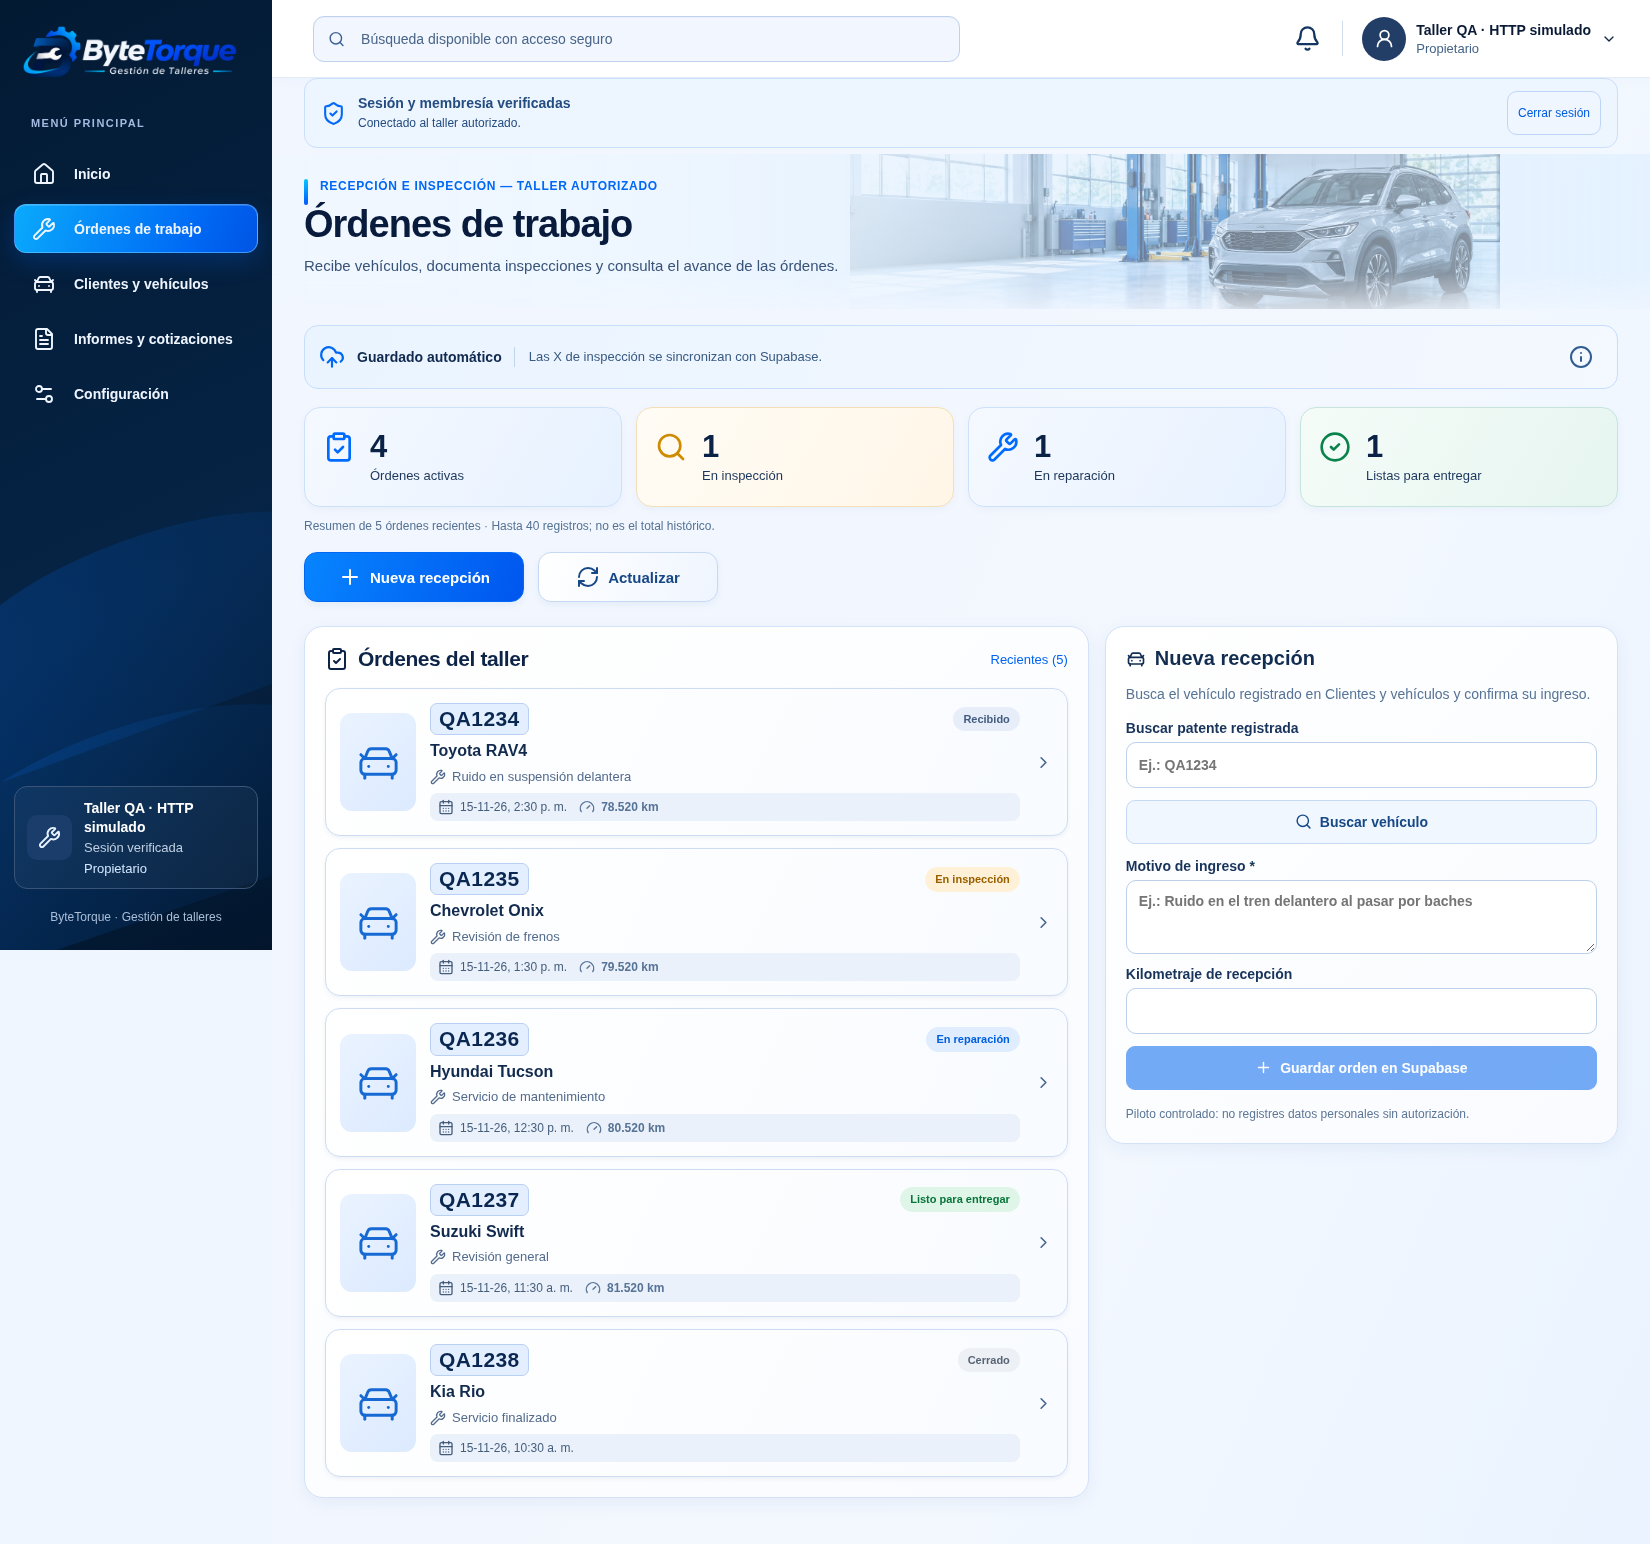 ByteTorque
Gestión de Talleres
MENÚ PRINCIPAL
Inicio
Órdenes de trabajo
Clientes y vehículos
Informes y cotizaciones
Configuración
Taller QA · HTTP
simulado
Sesión verificada
Propietario
ByteTorque · Gestión de talleres
Búsqueda disponible con acceso seguro
Taller QA · HTTP simulado
Propietario
Sesión y membresía verificadas
Conectado al taller autorizado.
Cerrar sesión
RECEPCIÓN E INSPECCIÓN — TALLER AUTORIZADO
Órdenes de trabajo
Recibe vehículos, documenta inspecciones y consulta el avance de las órdenes.
Guardado automático
Las X de inspección se sincronizan con Supabase.
4
Órdenes activas
1
En inspección
1
En reparación
1
Listas para entregar
Resumen de 5 órdenes recientes · Hasta 40 registros; no es el total histórico.
Nueva recepción
Actualizar
Órdenes del taller
Recientes (5)
QA1234
Recibido
Toyota RAV4
Ruido en suspensión delantera
15-11-26, 2:30 p. m. 78.520 km
QA1235
En inspección
Chevrolet Onix
Revisión de frenos
15-11-26, 1:30 p. m. 79.520 km
QA1236
En reparación
Hyundai Tucson
Servicio de mantenimiento
15-11-26, 12:30 p. m. 80.520 km
QA1237
Listo para entregar
Suzuki Swift
Revisión general
15-11-26, 11:30 a. m. 81.520 km
QA1238
Cerrado
Kia Rio
Servicio finalizado
15-11-26, 10:30 a. m.
Nueva recepción
Busca el vehículo registrado en Clientes y vehículos y confirma su ingreso.
Buscar patente registrada
Ej.: QA1234
Buscar vehículo
Motivo de ingreso *
Ej.: Ruido en el tren delantero al pasar por baches
Kilometraje de recepción
Guardar orden en Supabase
Piloto controlado: no registres datos personales sin autorización.